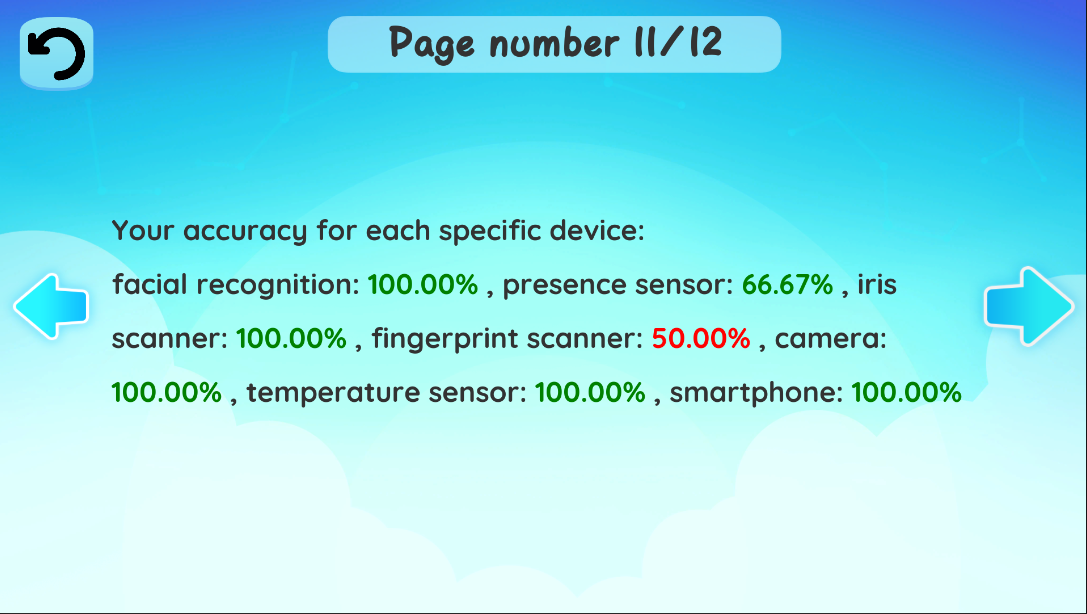 Page number 11/12
Your accuracy for each specific device:
facial recognition: 100.00% , presence sensor: 66.67% , iris
scanner: 100.00% , fingerprint scanner: 50.00% , camera:
100.00% , temperature sensor: 100.00% , smartphone: 100.00%